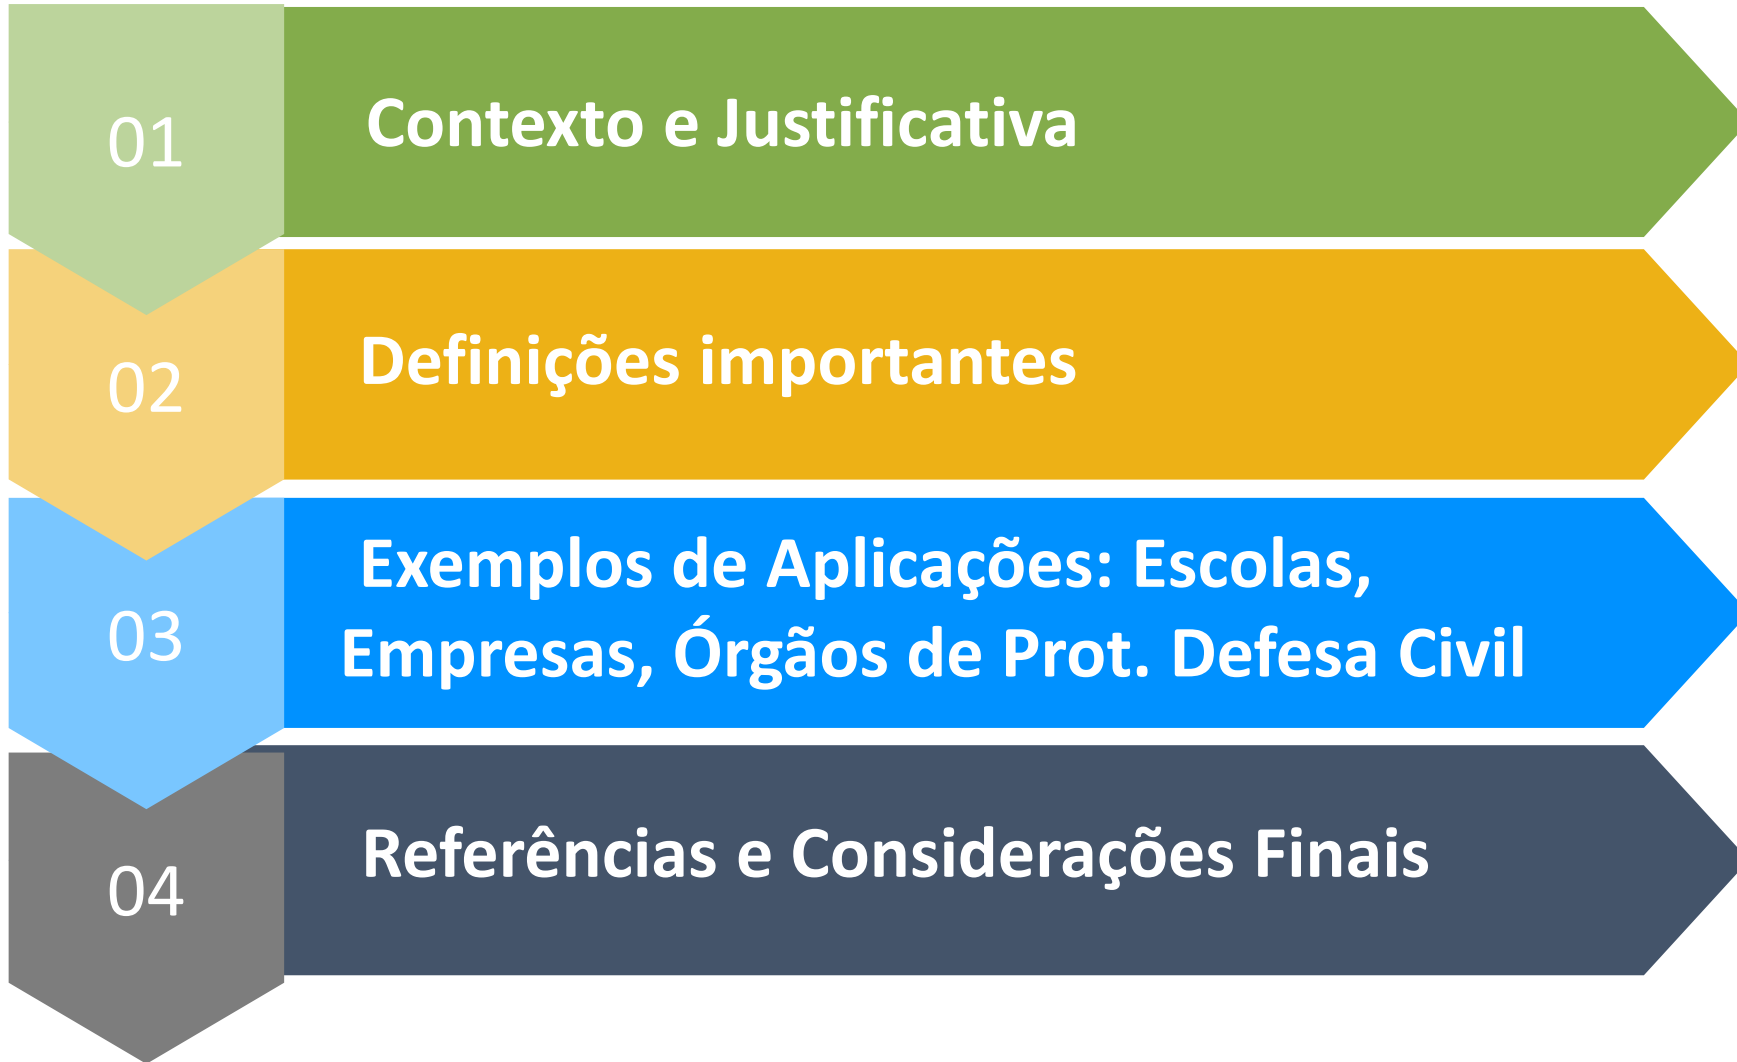 01
Contexto e Justificativa
02
Definições importantes
03
Exemplos de Aplicações: Escolas,
Empresas, Órgãos de Prot. Defesa Civil
04
Referências e Considerações Finais